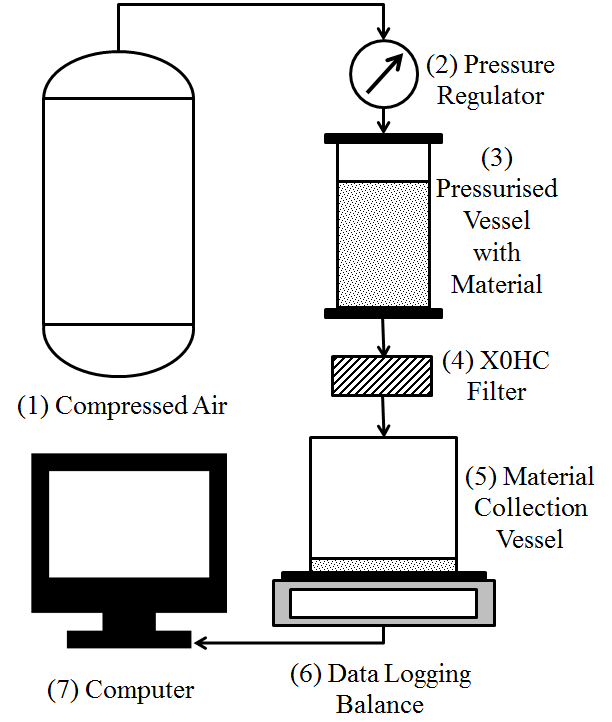 (2) Pressure
Regulator
(3)
Pressurised
Vessel
with
Material
(4) X0HC
Filter
(1) Compressed Air
(5) Material
Collection
Vessel
(6) Data Logging
Balance
(7) Computer